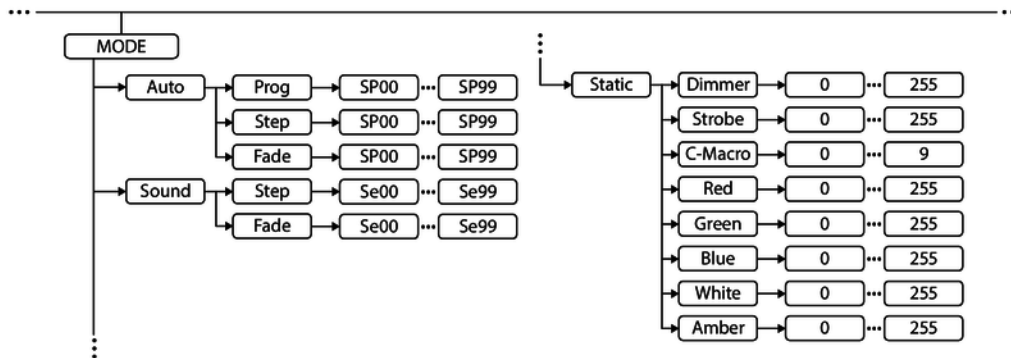 MODE
Auto Prog SP00 ••• SP99
Step SP00 ••• SP99
Fade SP00 ••• SP99
Sound Step Se00 ••• Se99
Fade Se00 ••• Se99
Static Dimmer 0 ••• 255
Strobe 0 ••• 255
C-Macro 0 ••• 9
Red 0 ••• 255
Green 0 ••• 255
Blue 0 ••• 255
White 0 ••• 255
Amber 0 ••• 255